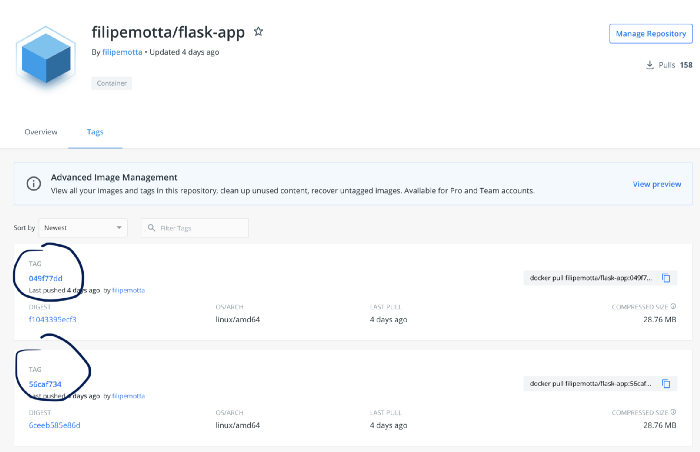 filipemotta/flask-app
Manage Repository
By filipemotta • Updated 4 days ago
Pulls 158
Container
Overview Tags
Advanced Image Management
View all your images and tags in this repository, clean up unused content, recover untagged images. Available for Pro and Team accounts.
View preview
Sort by Newest Filter Tags
TAG
049f77dd docker pull filipemotta/flask-app:049f7...
Last pushed 4 days ago by filipemotta
DIGEST OS/ARCH LAST PULL COMPRESSED SIZE
f1043395ecf3 linux/amd64 4 days ago 28.76 MB
TAG
56caf734 docker pull filipemotta/flask-app:56caf...
Last pushed 4 days ago by filipemotta
DIGEST OS/ARCH LAST PULL COMPRESSED SIZE
6ceeb585e86d linux/amd64 4 days ago 28.76 MB